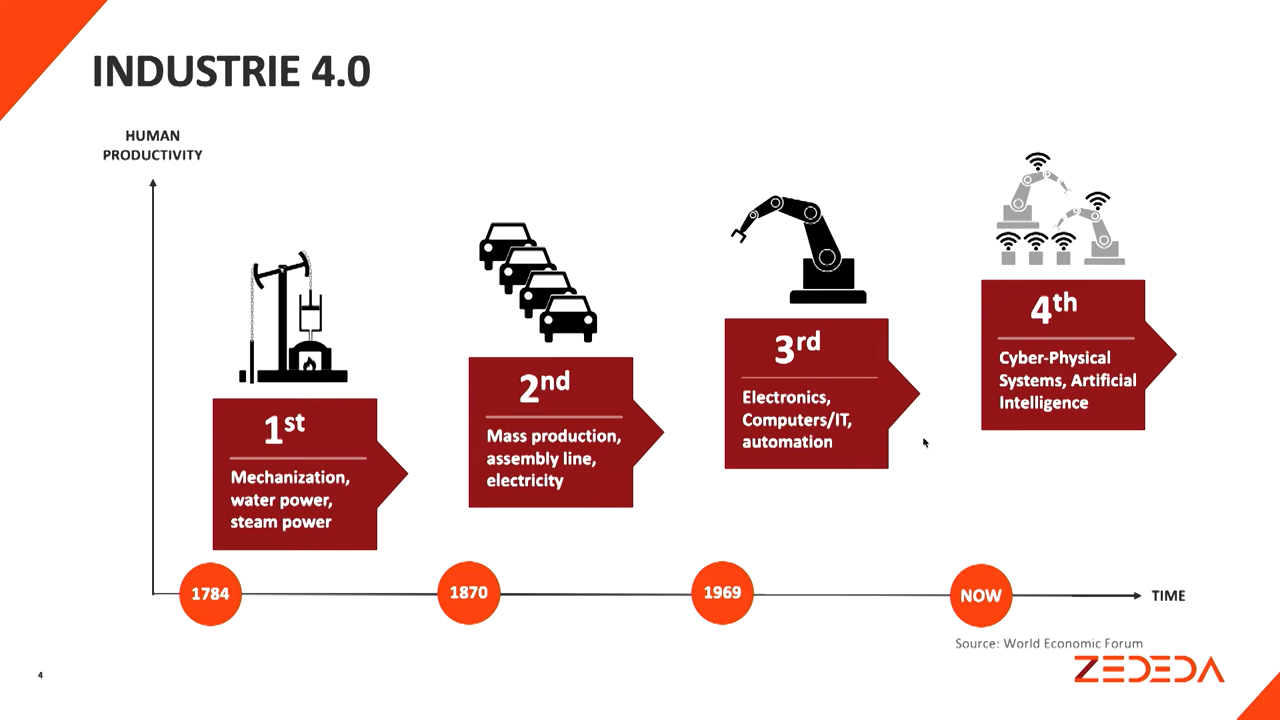 INDUSTRIE 4.0
HUMAN
PRODUCTIVITY
1st
Mechanization,
water power,
steam power
2nd
Mass production,
assembly line,
electricity
3rd
Electronics,
Computers/IT,
automation
4th
Cyber-Physical
Systems, Artificial
Intelligence
1784
1870
1969
NOW
TIME
Source: World Economic Forum
4
ZEDEDA